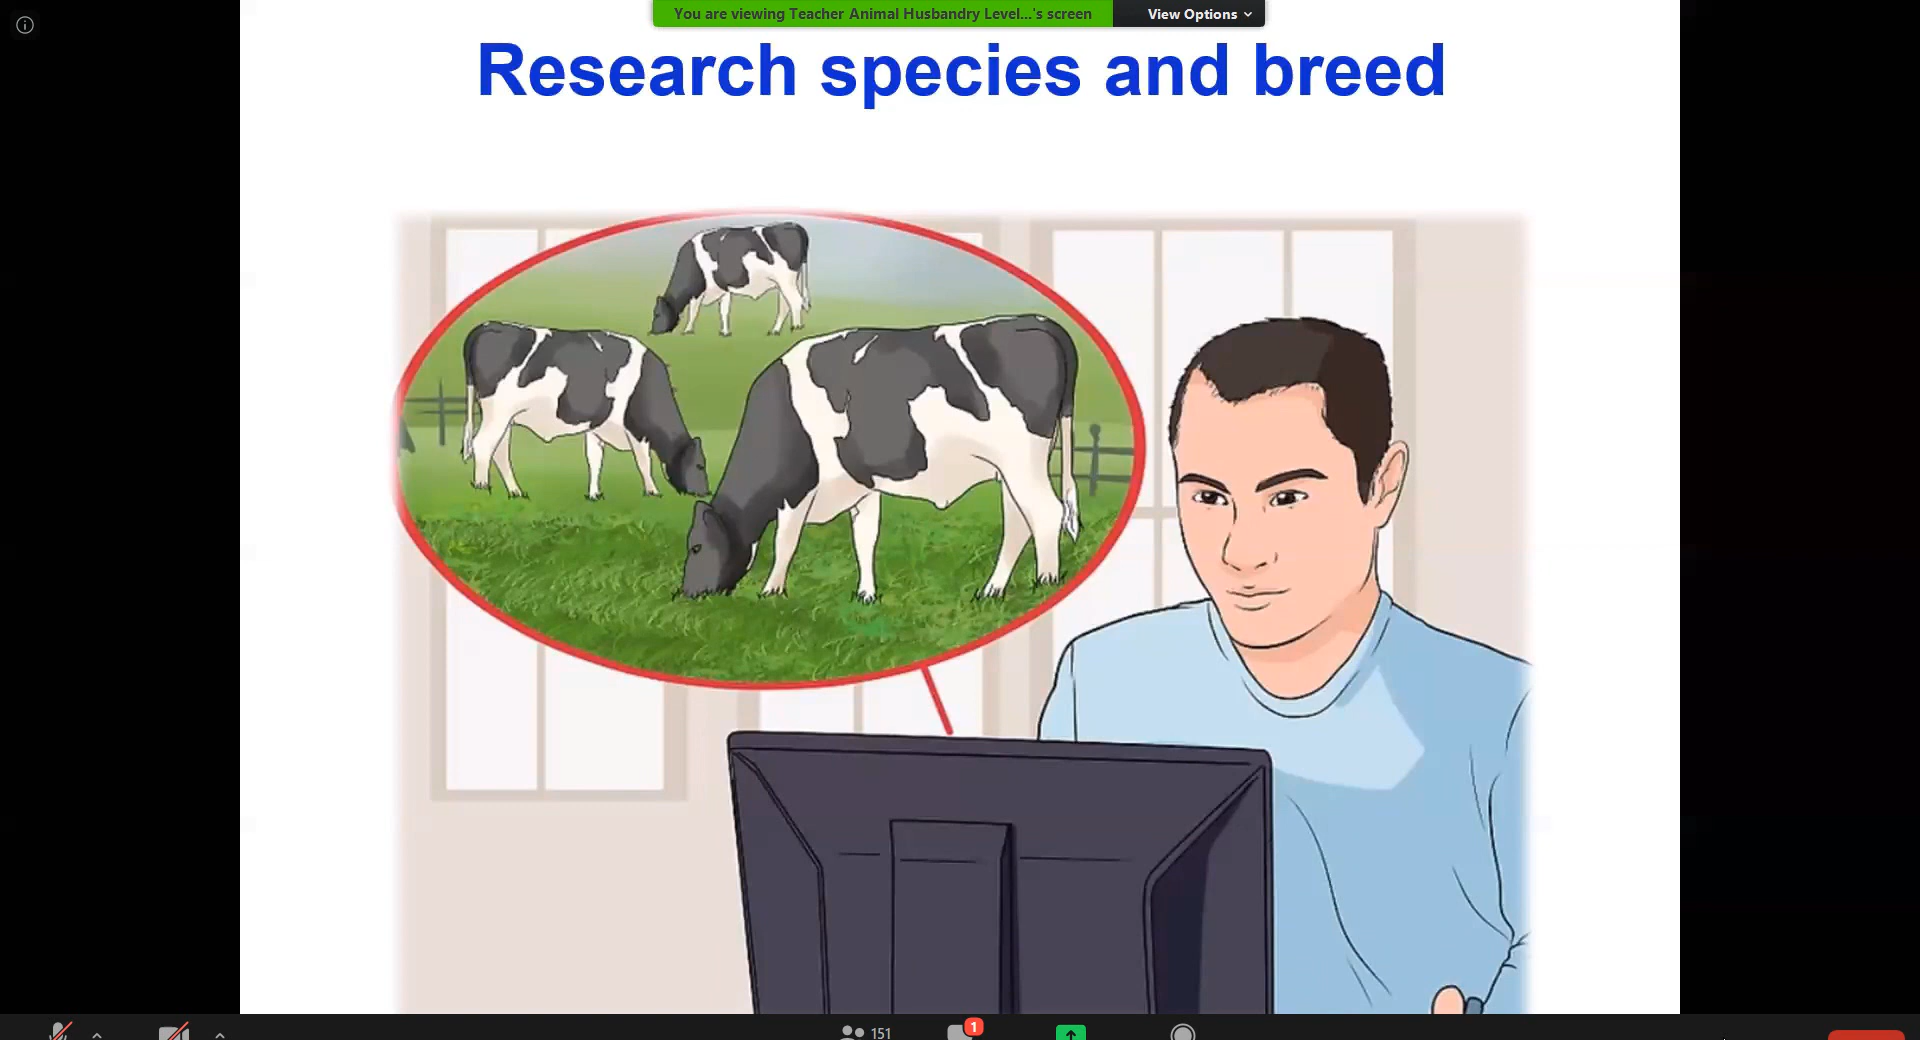 You are viewing Teacher Animal Husbandry Level...'s screen
View Options
Research species and breed
151
1